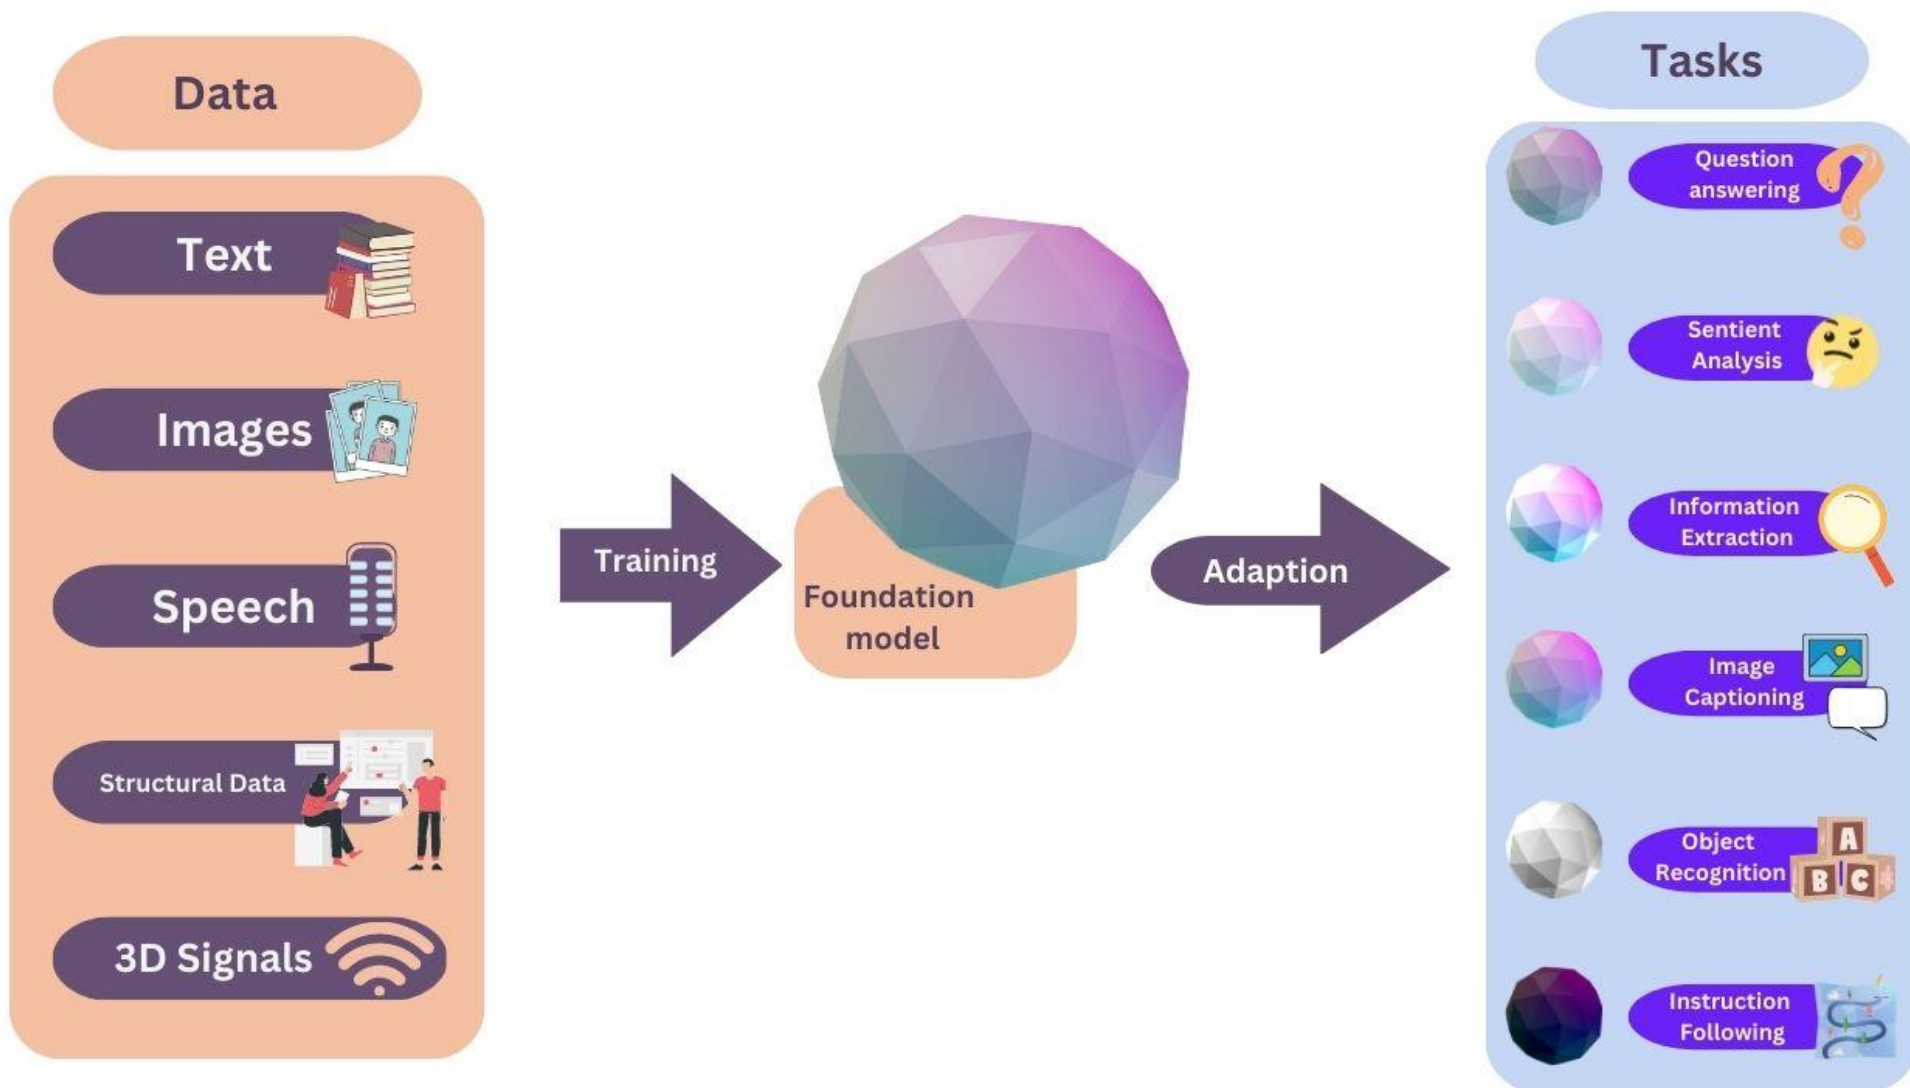 Data
Text
Images
Speech
Structural Data
3D Signals
Training
Foundation
model
Adaption
Tasks
Question
answering
Sentient
Analysis
Information
Extraction
Image
Captioning
Object
Recognition
A
B C
Instruction
Following